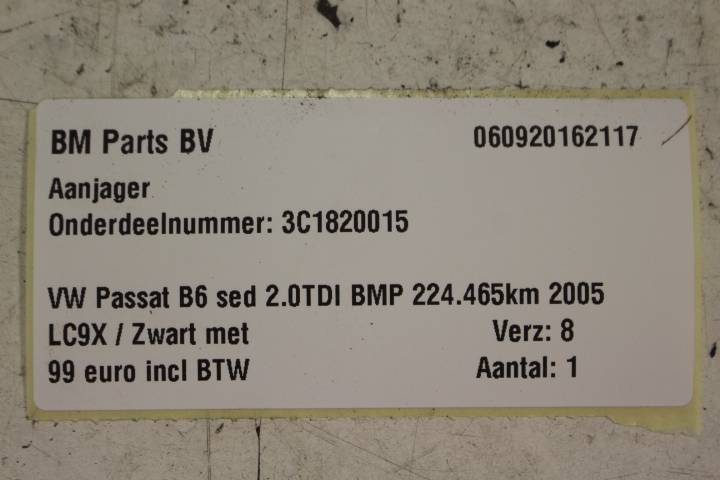 BM Parts BV 060920162117
Aanjager
Onderdeelnummer: 3C1820015
VW Passat B6 sed 2.0TDI BMP 224.465km 2005
LC9X / Zwart met Verz: 8
99 euro incl BTW Aantal: 1